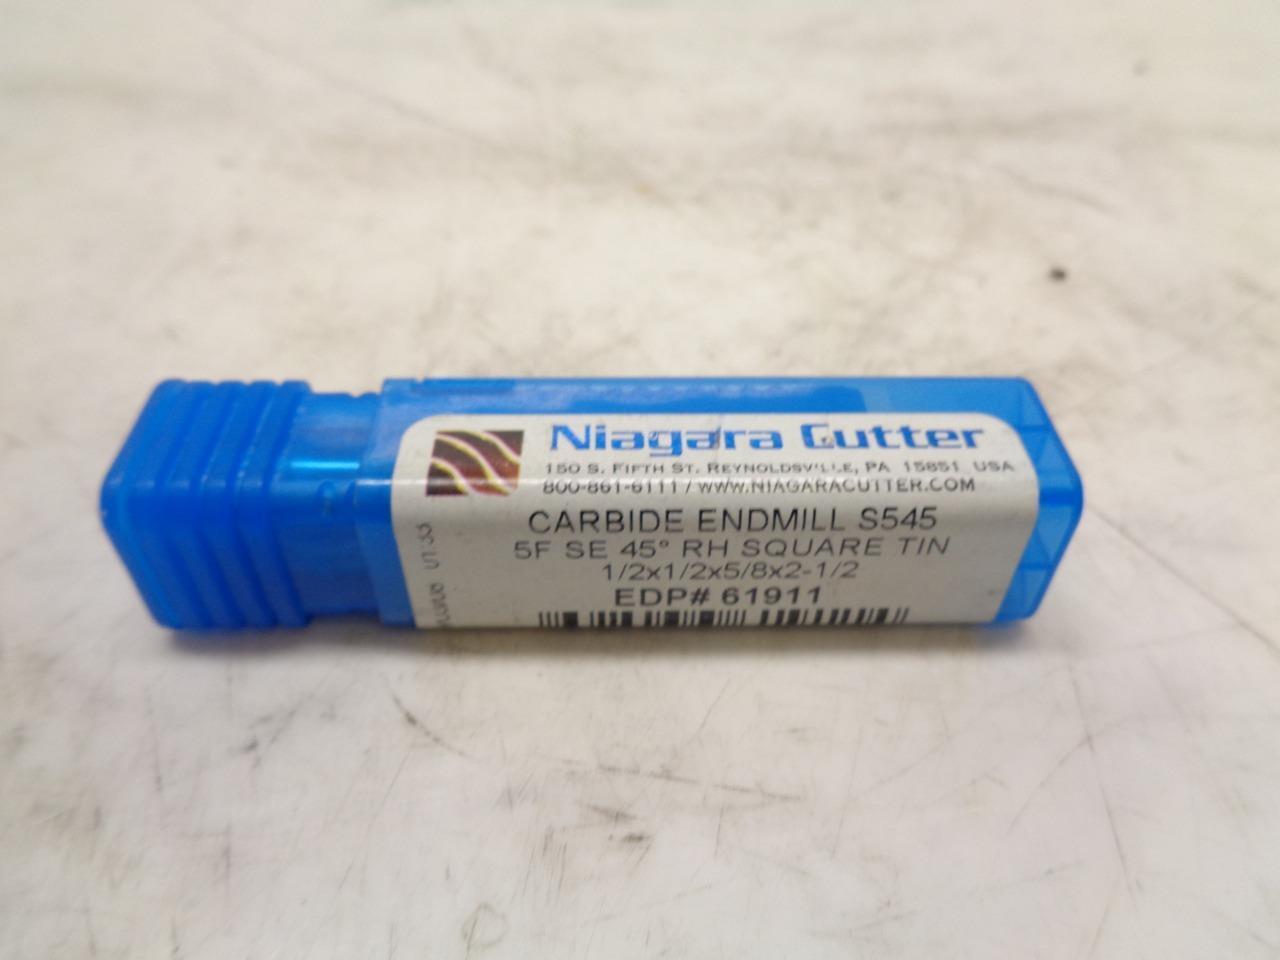 Niagara Cutter
150 S. FIFTH ST. REYNOLDSVILLE, PA 15851 USA
800-861-6111 / WWW.NIAGARACUTTER.COM
CARBIDE ENDMILL S545
5F SE 45° RH SQUARE TIN
1/2x1/2x5/8x2-1/2
EDP# 61911